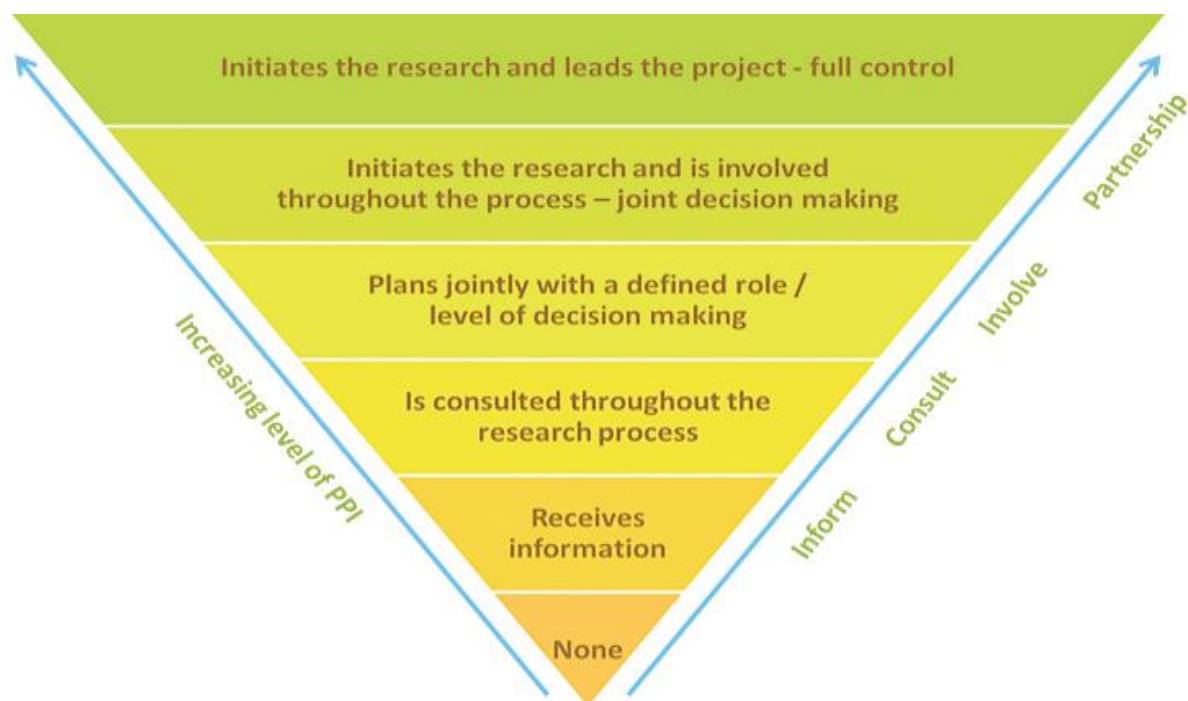 Initiates the research and leads the project - full control
Initiates the research and is involved
throughout the process – joint decision making
Plans jointly with a defined role /
level of decision making
Is consulted throughout the
research process
Receives
information
None
Increasing level of PPI
Inform
Consult
Involve
Partnership